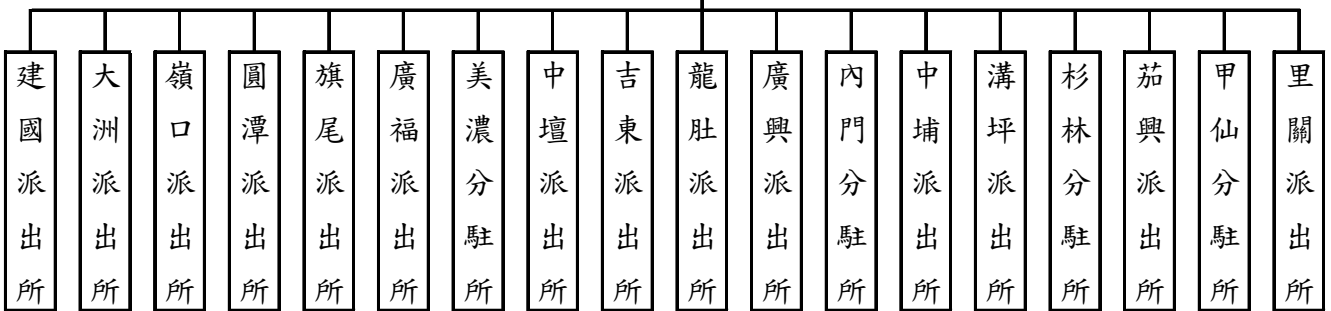 建國派出所
大洲派出所
嶺口派出所
圓潭派出所
旗尾派出所
廣福派出所
美濃分駐所
中壇派出所
吉東派出所
龍肚派出所
廣興派出所
內門分駐所
中埔派出所
溝坪派出所
杉林分駐所
茄興派出所
甲仙分駐所
里關派出所